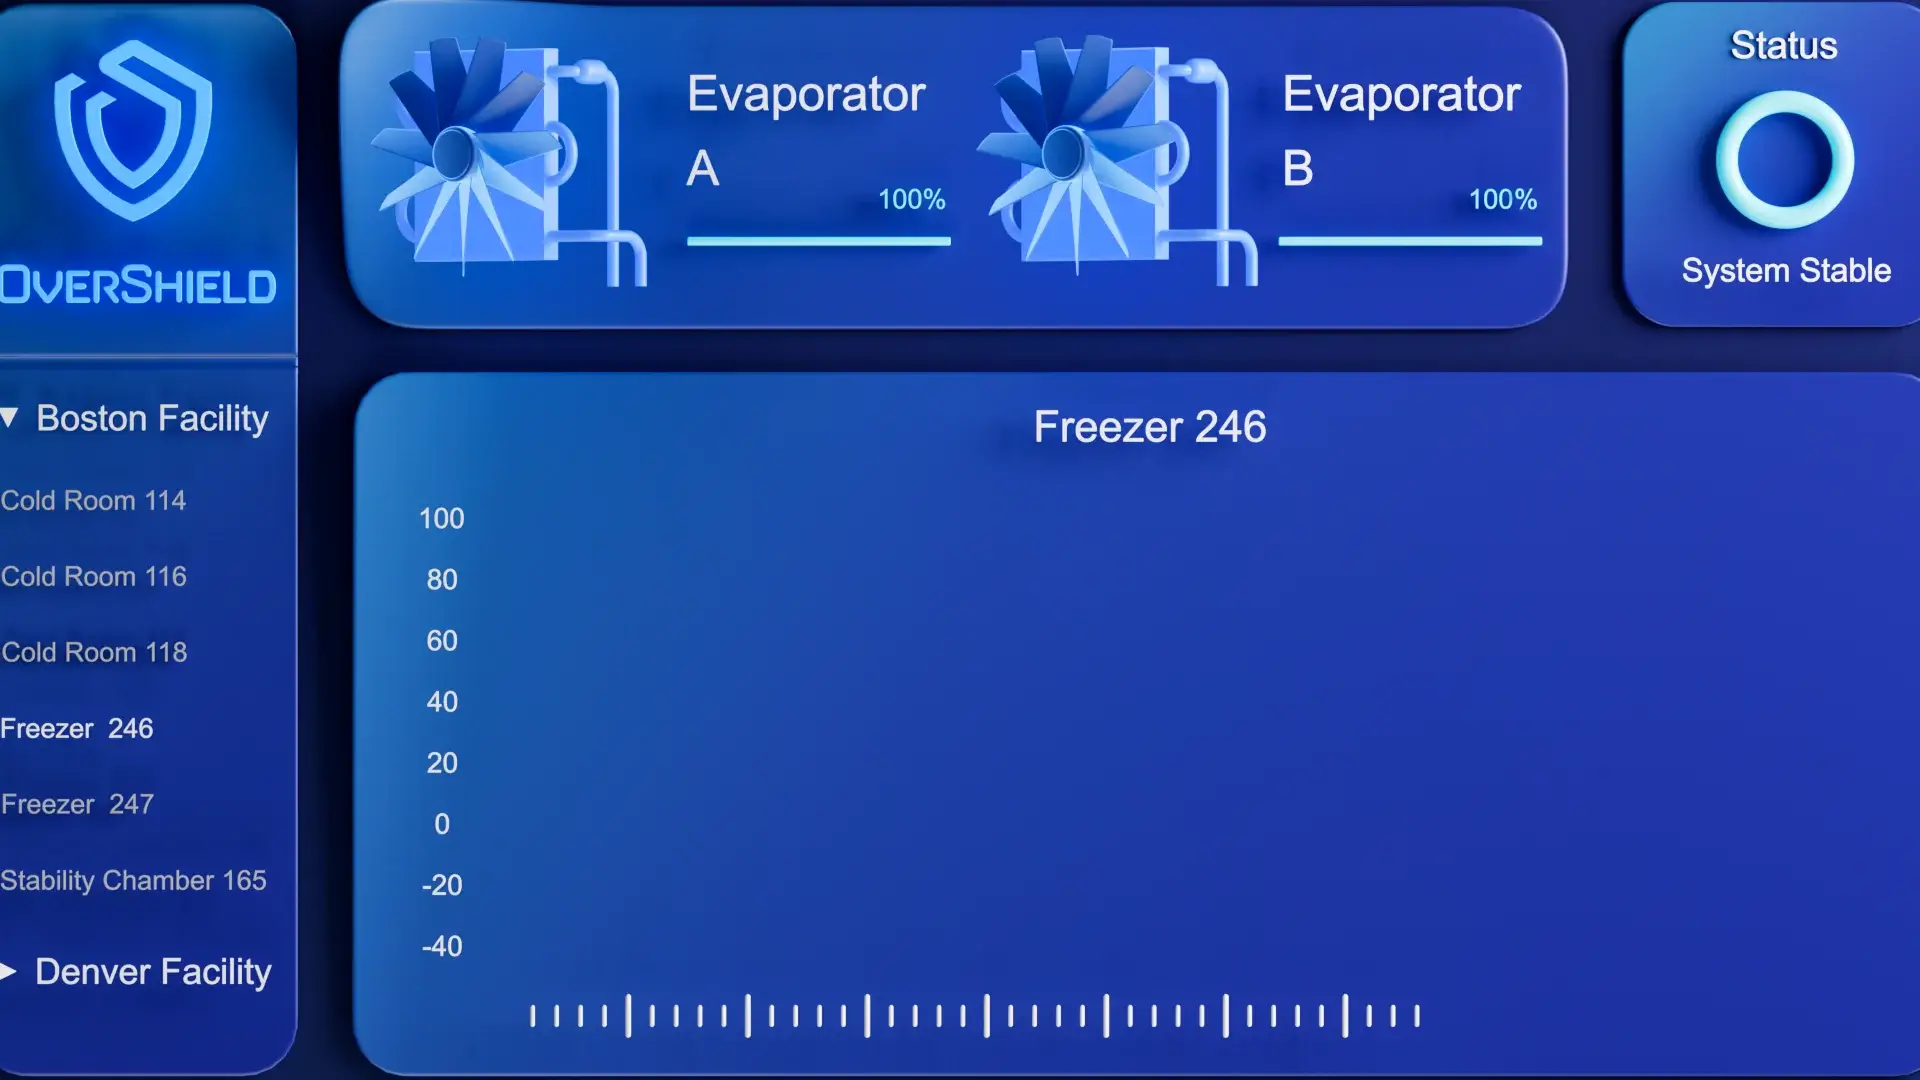 OVERSHIELD
▼ Boston Facility
Cold Room 114
Cold Room 116
Cold Room 118
Freezer 246
Freezer 247
Stability Chamber 165
► Denver Facility
Evaporator
A
100%
Evaporator
B
100%
Status
System Stable
Freezer 246
100
80
60
40
20
0
-20
-40